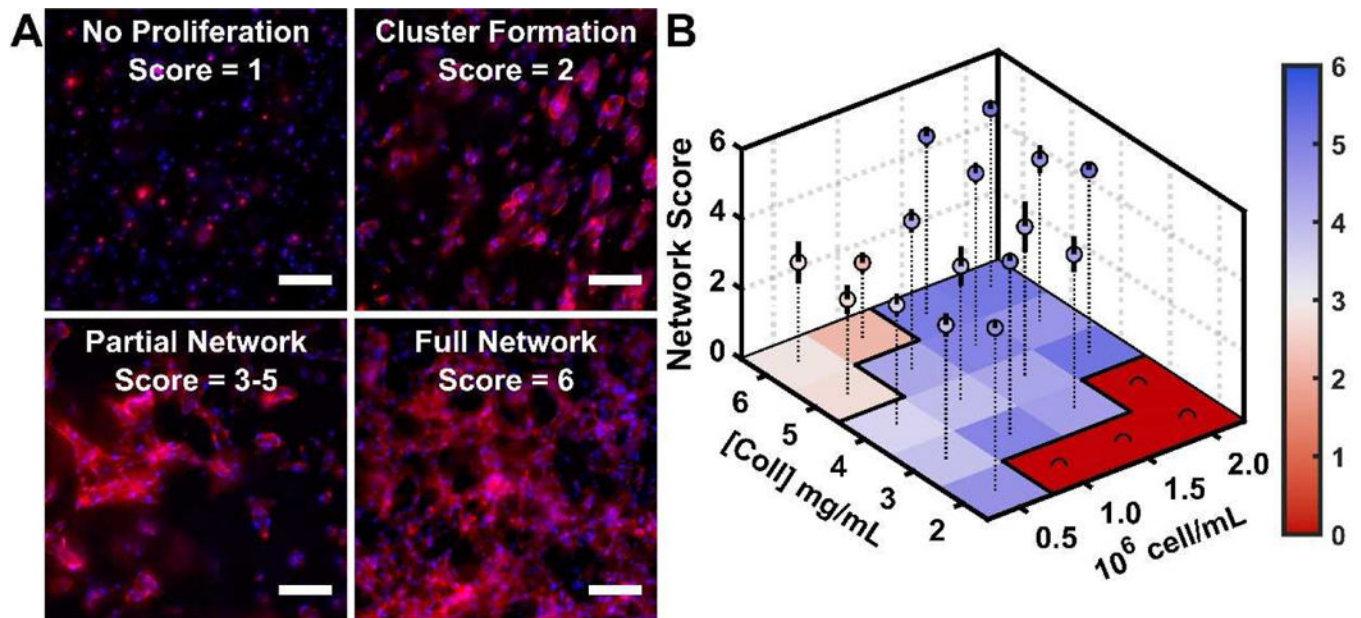 A
No Proliferation
Score = 1
Cluster Formation
Score = 2
Partial Network
Score = 3-5
Full Network
Score = 6
B
Network Score
6
4
2
0
6
5
4
3
2
[ColI] mg/mL
0.5
1.0
1.5
2.0
10⁶ cell/mL
6
5
4
3
2
1
0